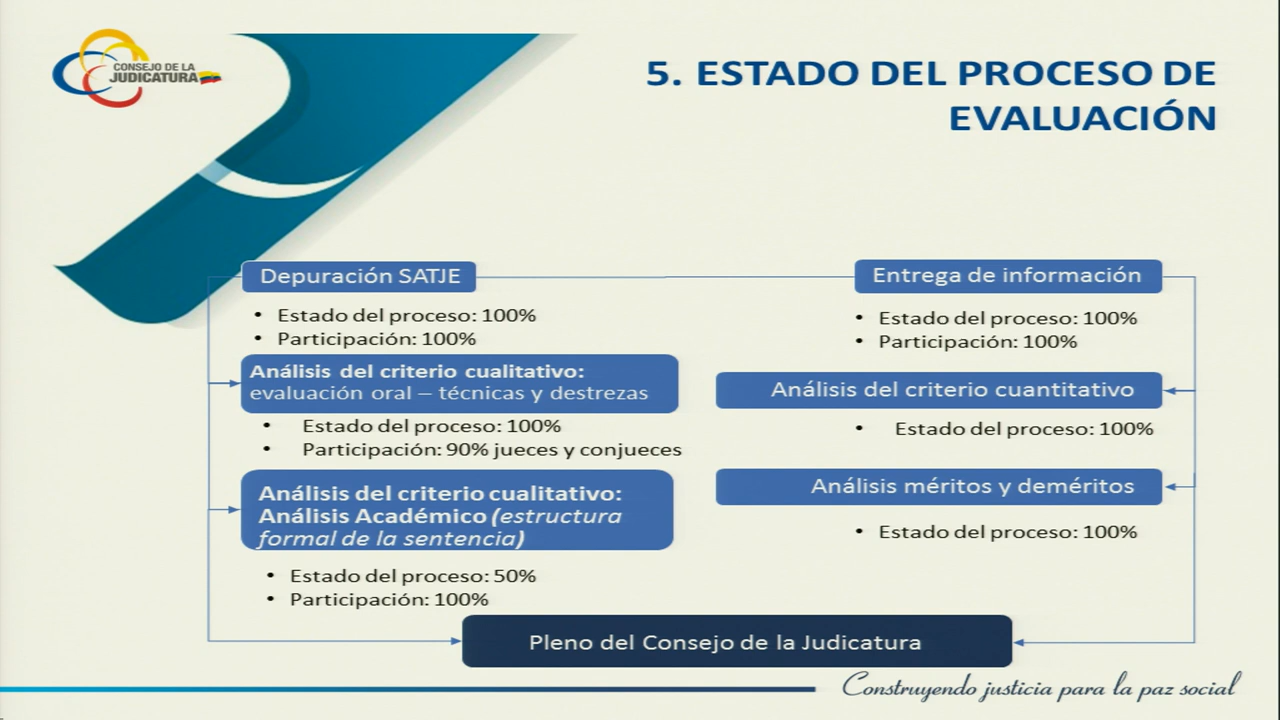 CONSEJO DE LA
JUDICATURA
5. ESTADO DEL PROCESO DE
EVALUACIÓN
Depuración SATJE
• Estado del proceso: 100%
• Participación: 100%
Análisis del criterio cualitativo:
evaluación oral – técnicas y destrezas
• Estado del proceso: 100%
• Participación: 90% jueces y conjueces
Análisis del criterio cualitativo:
Análisis Académico (estructura
formal de la sentencia)
• Estado del proceso: 50%
• Participación: 100%
Entrega de información
• Estado del proceso: 100%
• Participación: 100%
Análisis del criterio cuantitativo
• Estado del proceso: 100%
Análisis méritos y deméritos
• Estado del proceso: 100%
Pleno del Consejo de la Judicatura
Construyendo justicia para la paz social